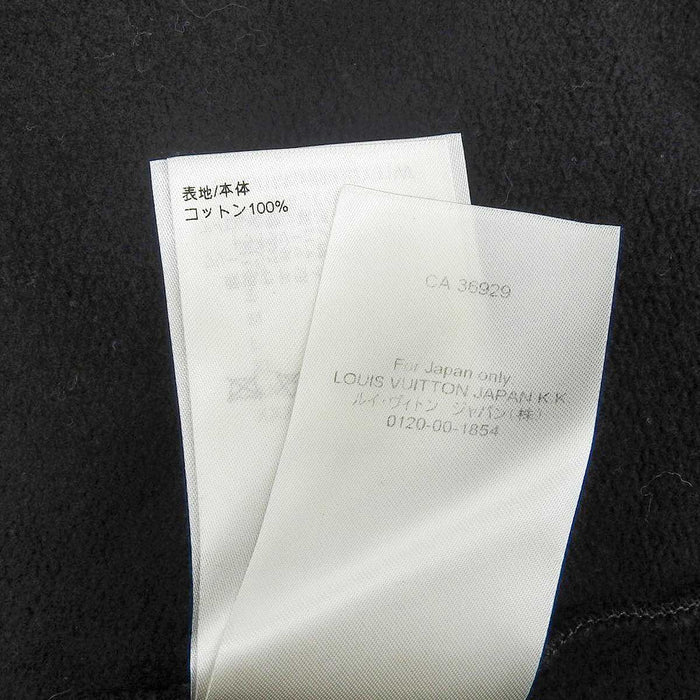 表地/本体
コットン100%
CA 36929
For Japan only
LOUIS VUITTON JAPAN K.K.
ルイ・ヴィトン ジャパン(株)
0120-00-1854